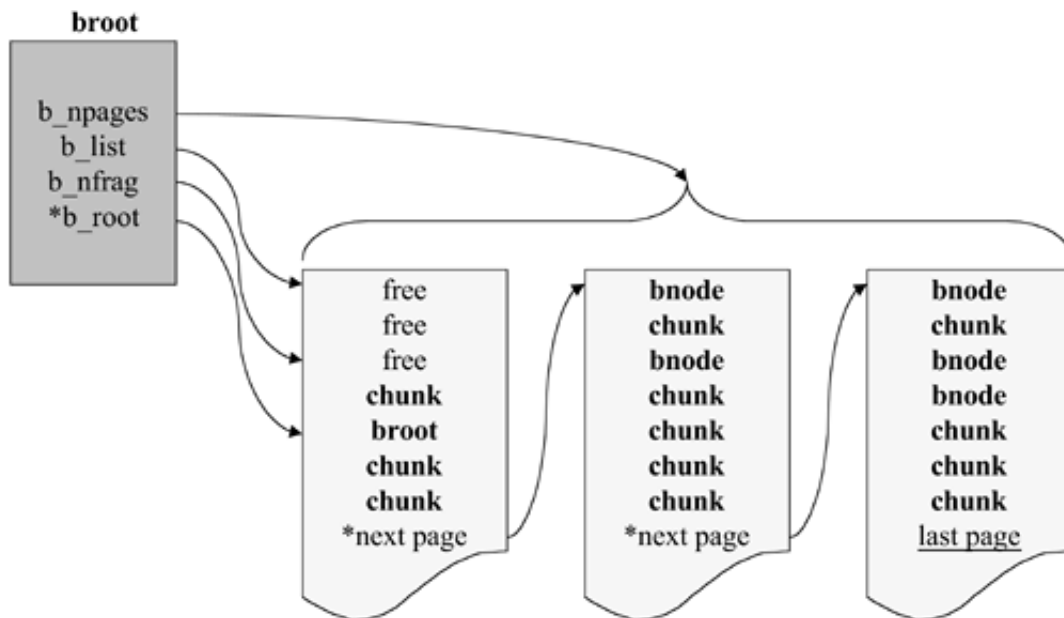 broot
b_npages
b_list
b_nfrag
*b_root
free
free
free
chunk
broot
chunk
chunk
*next page
bnode
chunk
bnode
chunk
chunk
chunk
chunk
*next page
bnode
chunk
bnode
bnode
chunk
chunk
chunk
last page